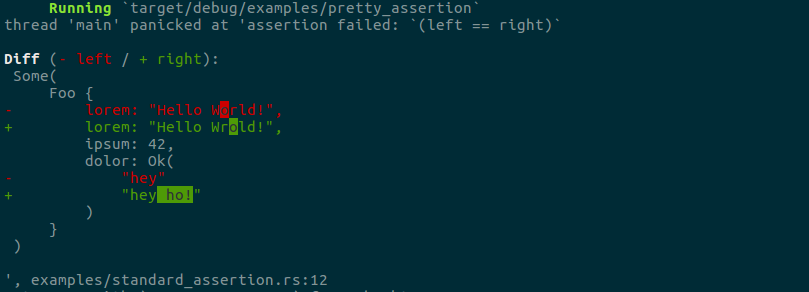 Running `target/debug/examples/pretty_assertion`
thread 'main' panicked at 'assertion failed: `(left == right)`
Diff (- left / + right):
Some(
Foo {
- lorem: "Hello World!",
+ lorem: "Hello Wrold!",
ipsum: 42,
dolor: Ok(
- "hey"
+ "hey ho!"
)
}
)
', examples/standard_assertion.rs:12